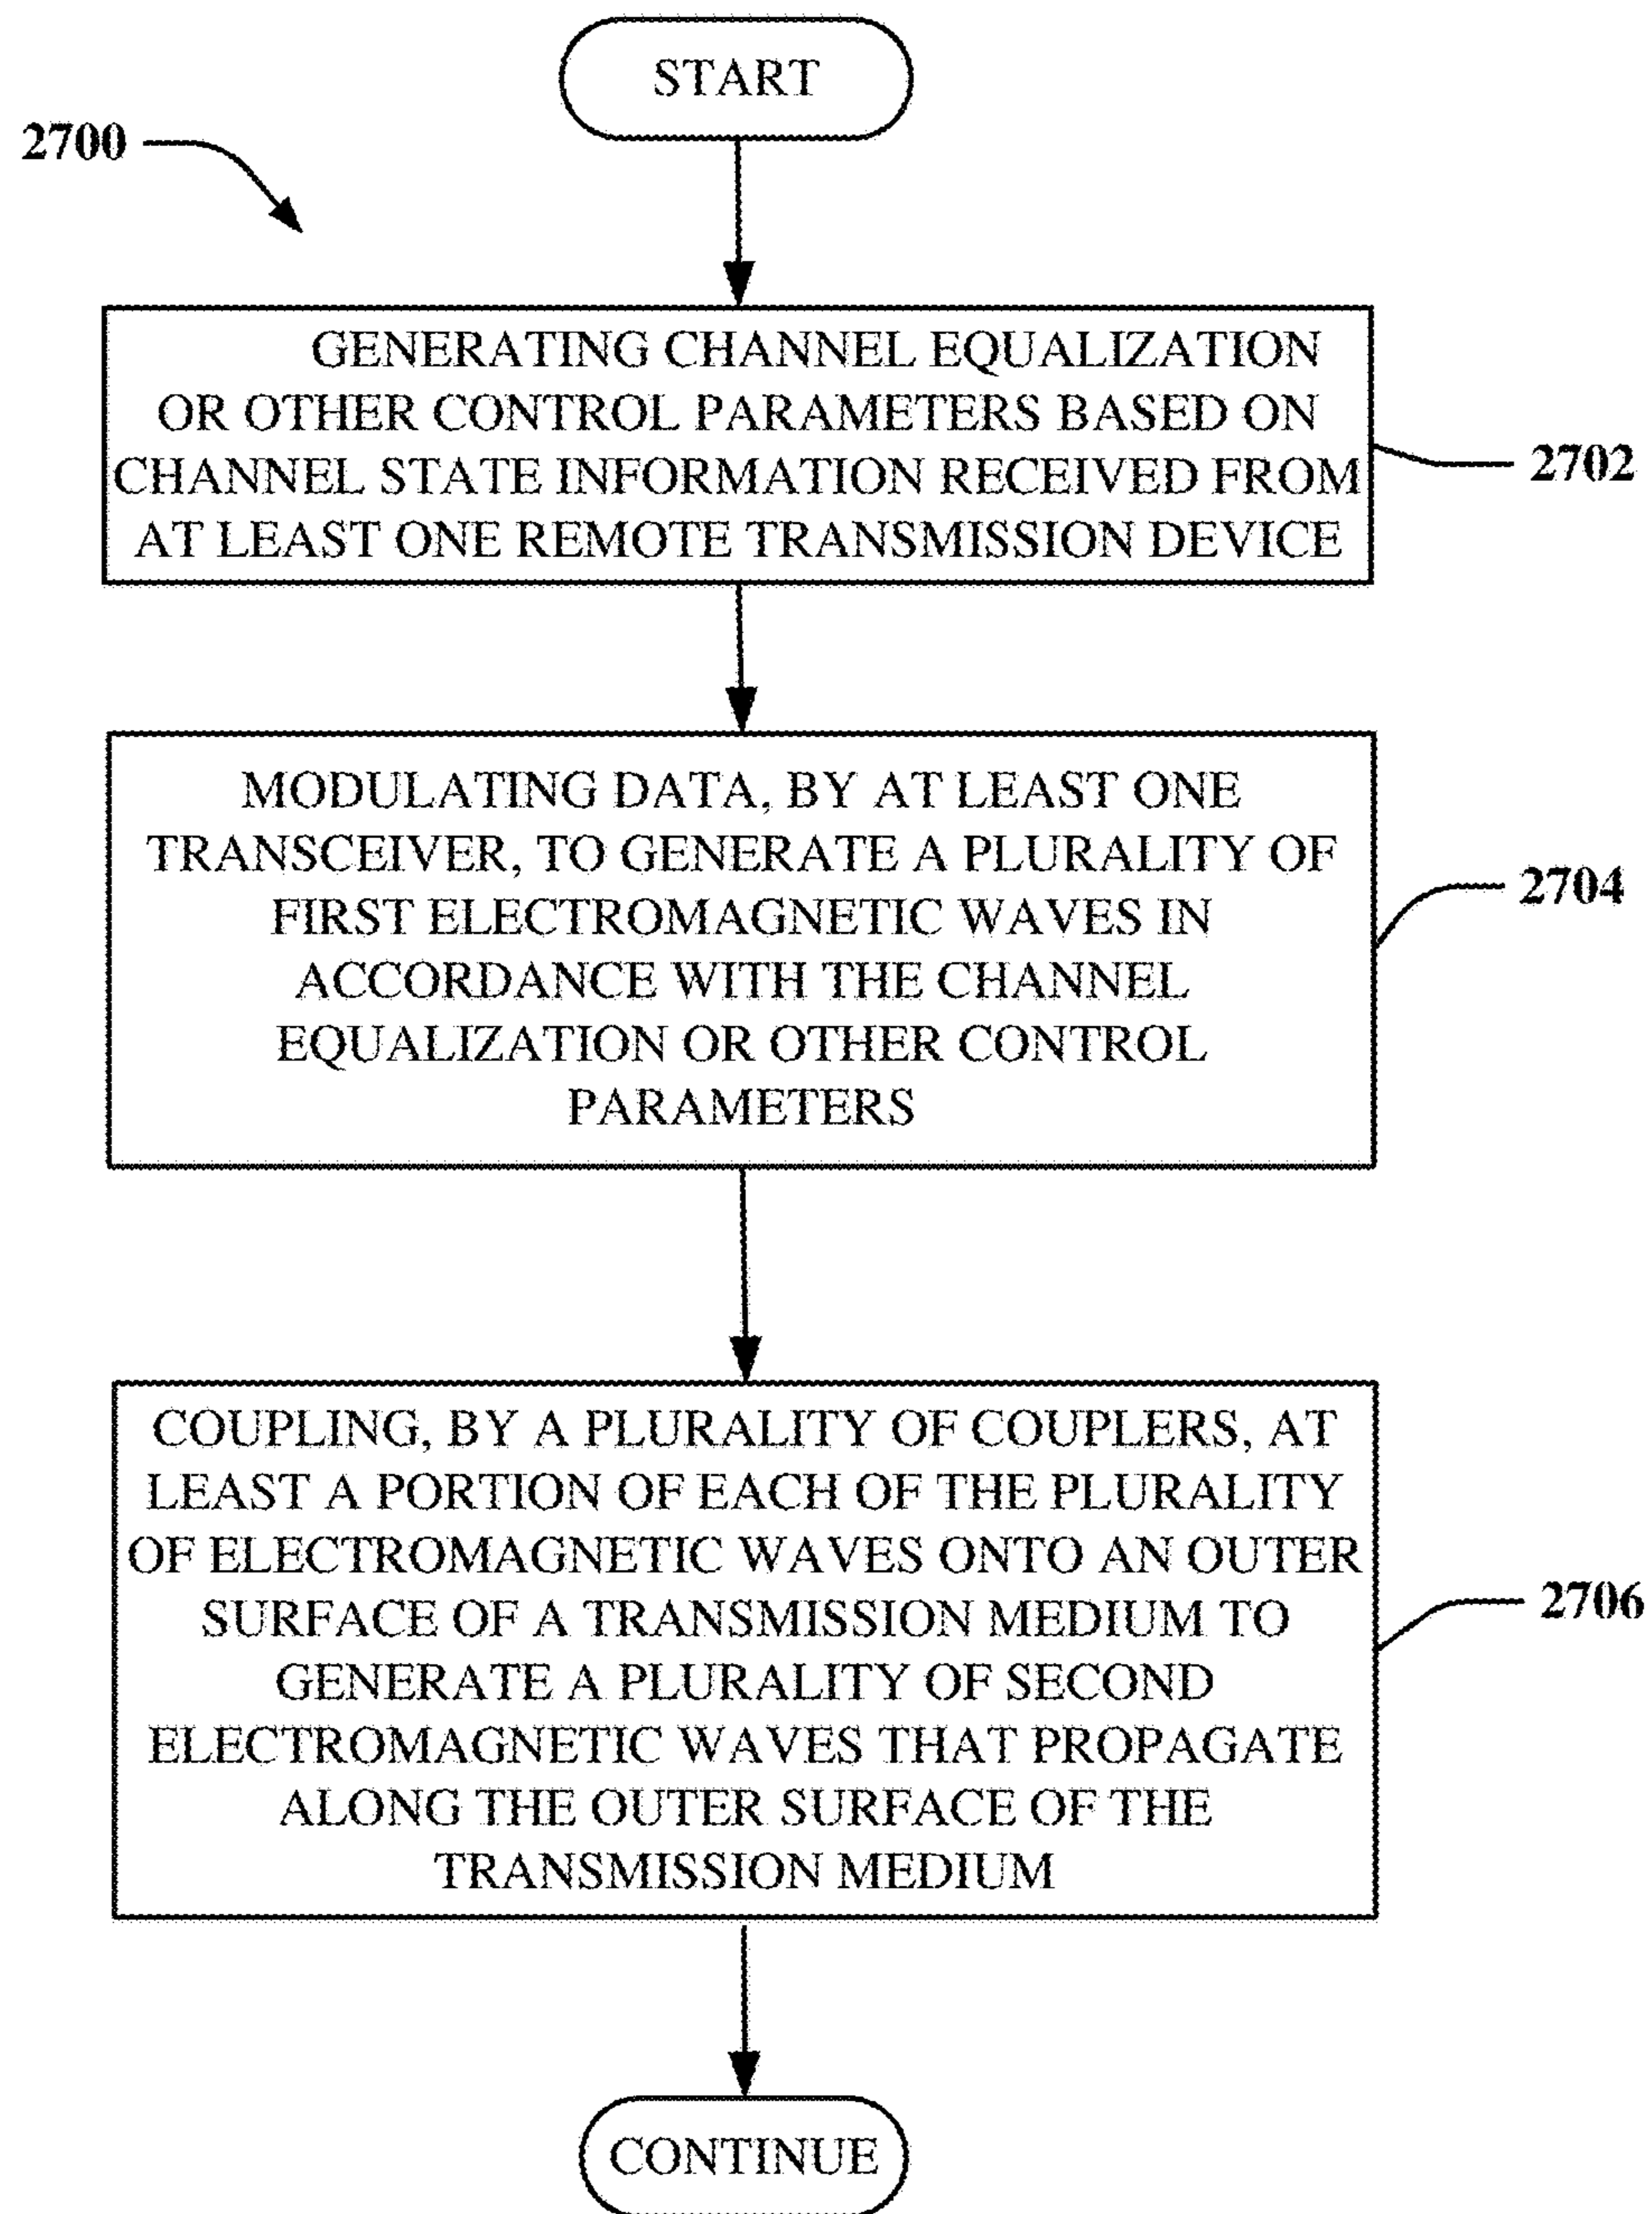 START
2700
GENERATING CHANNEL EQUALIZATION
OR OTHER CONTROL PARAMETERS BASED ON
CHANNEL STATE INFORMATION RECEIVED FROM
AT LEAST ONE REMOTE TRANSMISSION DEVICE
2702
MODULATING DATA, BY AT LEAST ONE
TRANSCEIVER, TO GENERATE A PLURALITY OF
FIRST ELECTROMAGNETIC WAVES IN
ACCORDANCE WITH THE CHANNEL
EQUALIZATION OR OTHER CONTROL
PARAMETERS
2704
COUPLING, BY A PLURALITY OF COUPLERS, AT
LEAST A PORTION OF EACH OF THE PLURALITY
OF ELECTROMAGNETIC WAVES ONTO AN OUTER
SURFACE OF A TRANSMISSION MEDIUM TO
GENERATE A PLURALITY OF SECOND
ELECTROMAGNETIC WAVES THAT PROPAGATE
ALONG THE OUTER SURFACE OF THE
TRANSMISSION MEDIUM
2706
CONTINUE